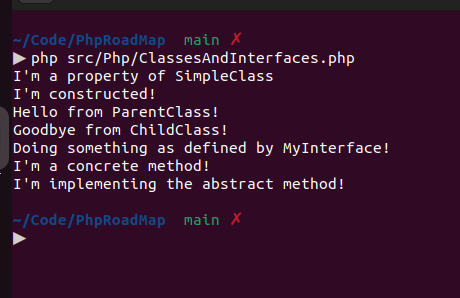 ~/Code/PhpRoadMap main ✗
▶ php src/Php/ClassesAndInterfaces.php
I'm a property of SimpleClass
I'm constructed!
Hello from ParentClass!
Goodbye from ChildClass!
Doing something as defined by MyInterface!
I'm a concrete method!
I'm implementing the abstract method!
~/Code/PhpRoadMap main ✗
▶